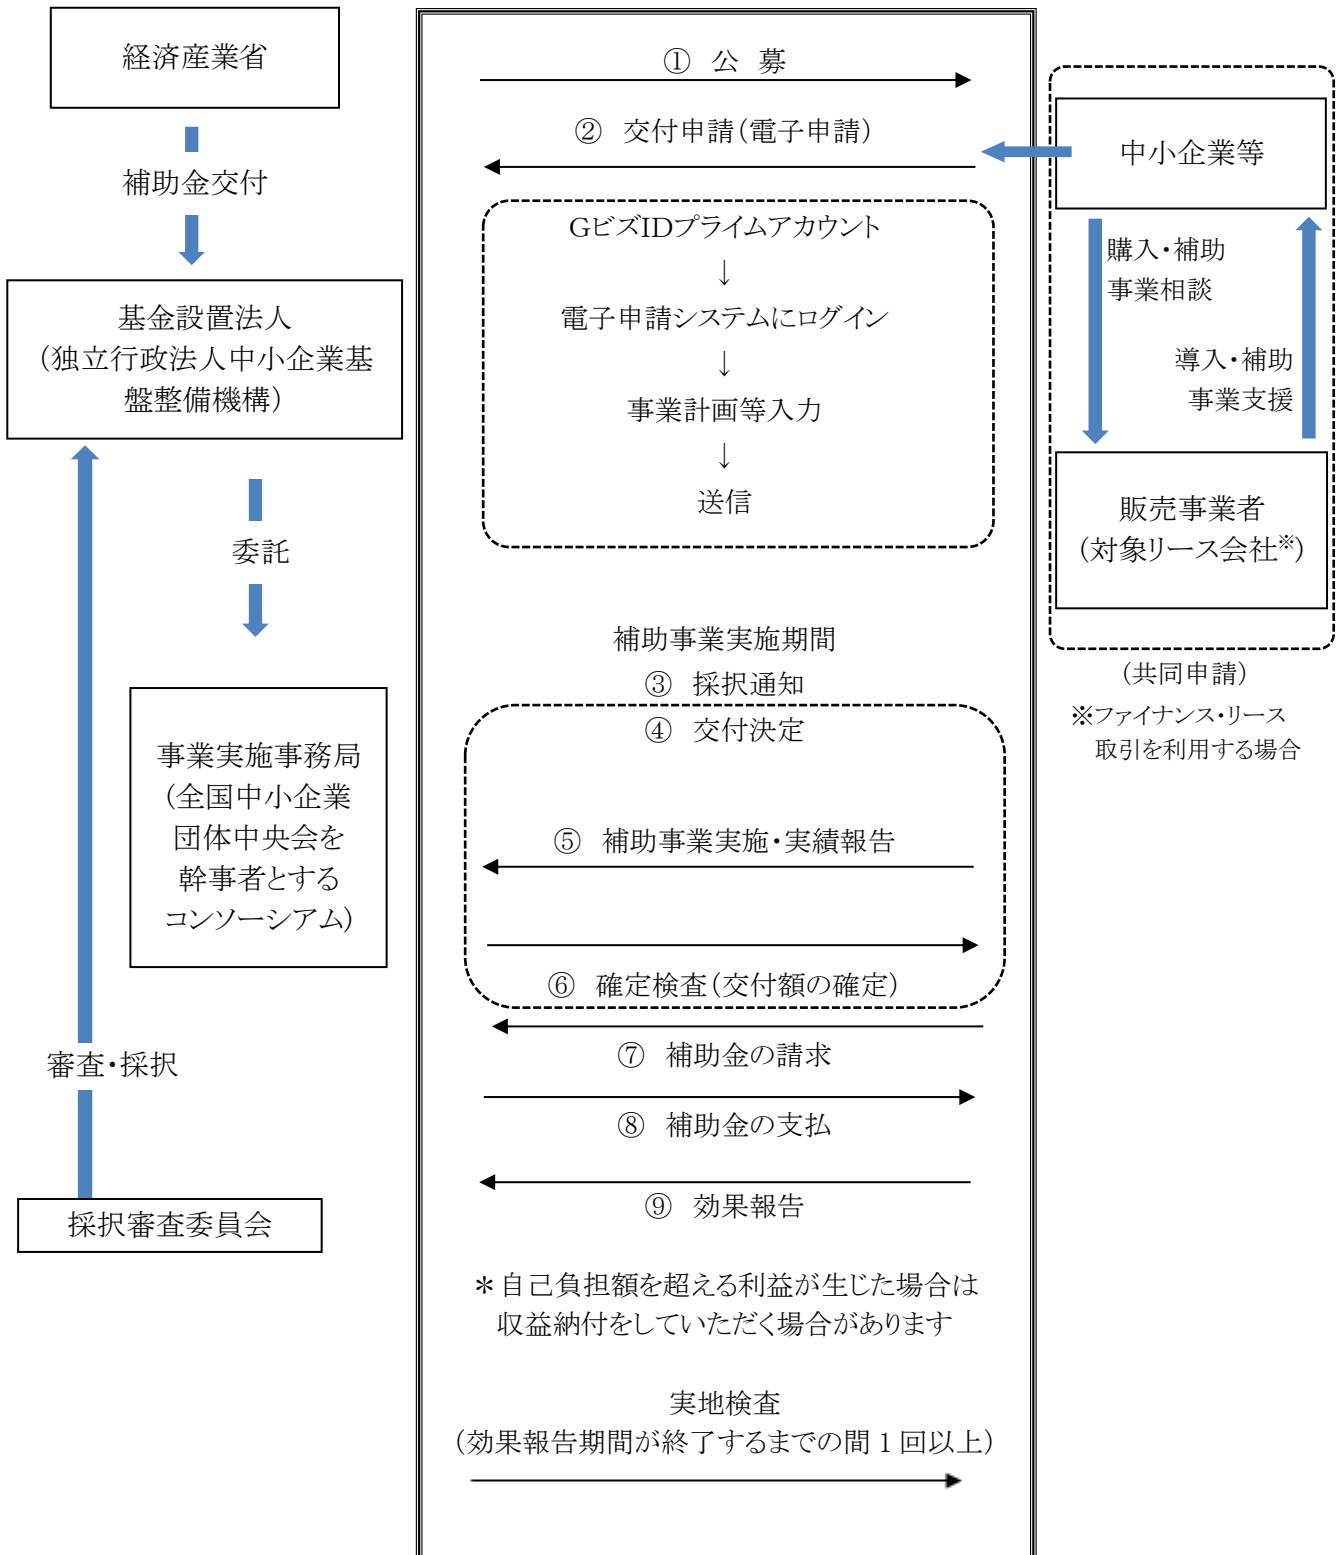 経済産業省
補助金交付
基金設置法人
（独立行政法人中小企業基
盤整備機構）
委託
事業実施事務局
（全国中小企業
団体中央会を
幹事者とする
コンソーシアム）
審査・採択
採択審査委員会
① 公 募
② 交付申請（電子申請）
GビズIDプライムアカウント
↓
電子申請システムにログイン
↓
事業計画等入力
↓
送信
補助事業実施期間
③ 採択通知
④ 交付決定
⑤ 補助事業実施・実績報告
⑥ 確定検査（交付額の確定）
⑦ 補助金の請求
⑧ 補助金の支払
⑨ 効果報告
＊自己負担額を超える利益が生じた場合は
収益納付をしていただく場合があります
実地検査
（効果報告期間が終了するまでの間１回以上）
中小企業等
購入・補助
事業相談
導入・補助
事業支援
販売事業者
（対象リース会社※）
（共同申請）
※ファイナンス・リース
取引を利用する場合